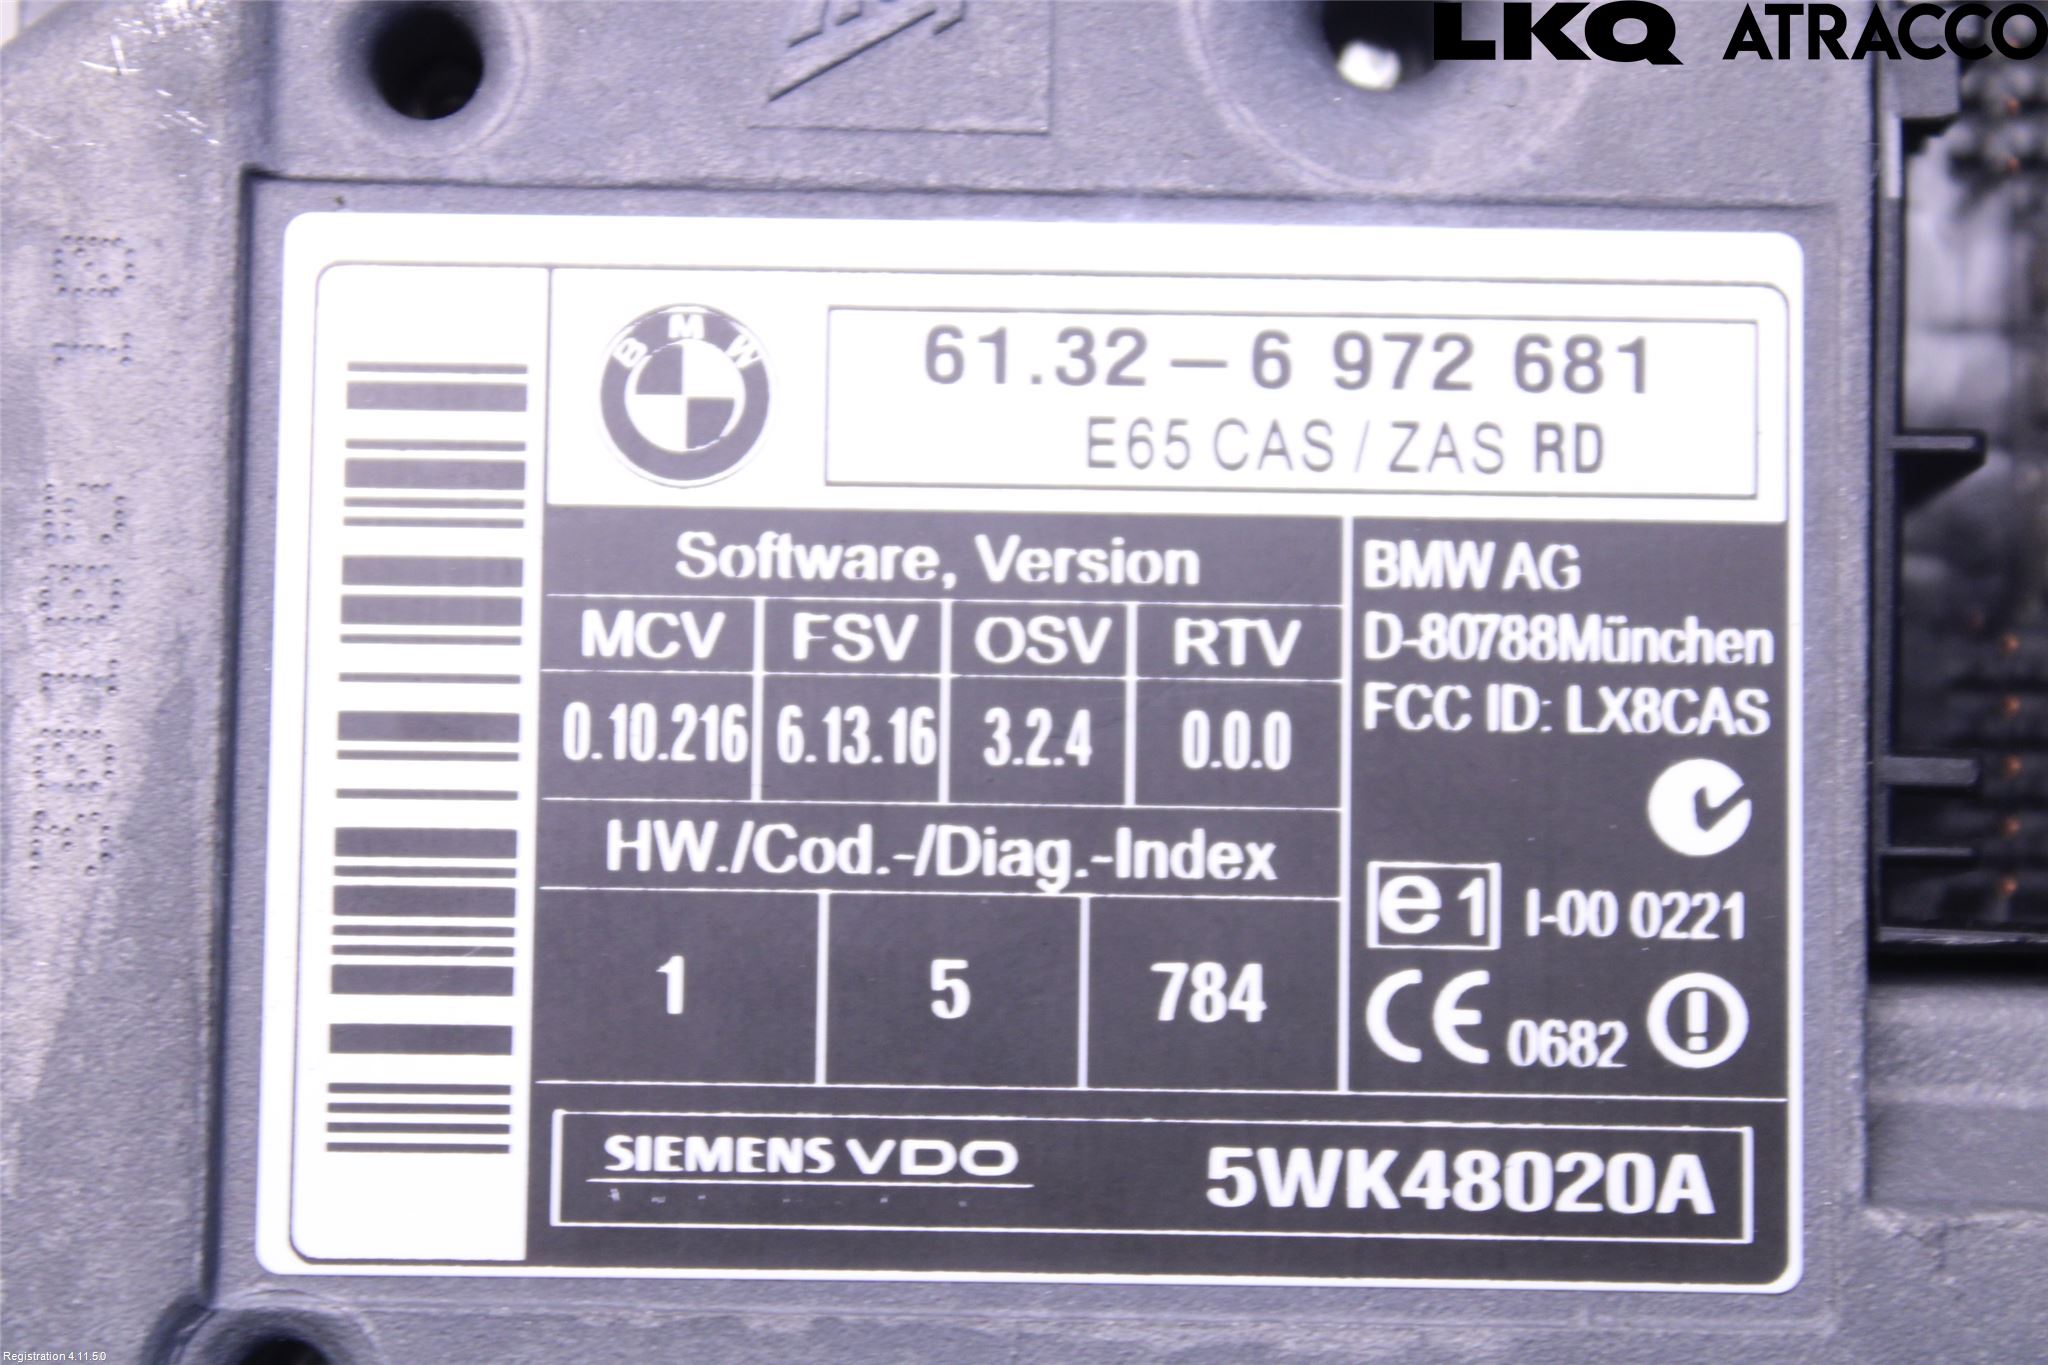 LKQ ATRACCO
BMW
61.32 – 6 972 681
E65 CAS / ZAS RD
Software, Version
MCV FSV OSV RTV
0.10.216 6.13.16 3.2.4 0.0.0
HW./Cod.-/Diag.-Index
1 5 784
BMW AG
D-80788München
FCC ID: LX8CAS
e1 I-00 0221
CE 0682
SIEMENS VDO
5WK48020A
Registration 4.11.5.0